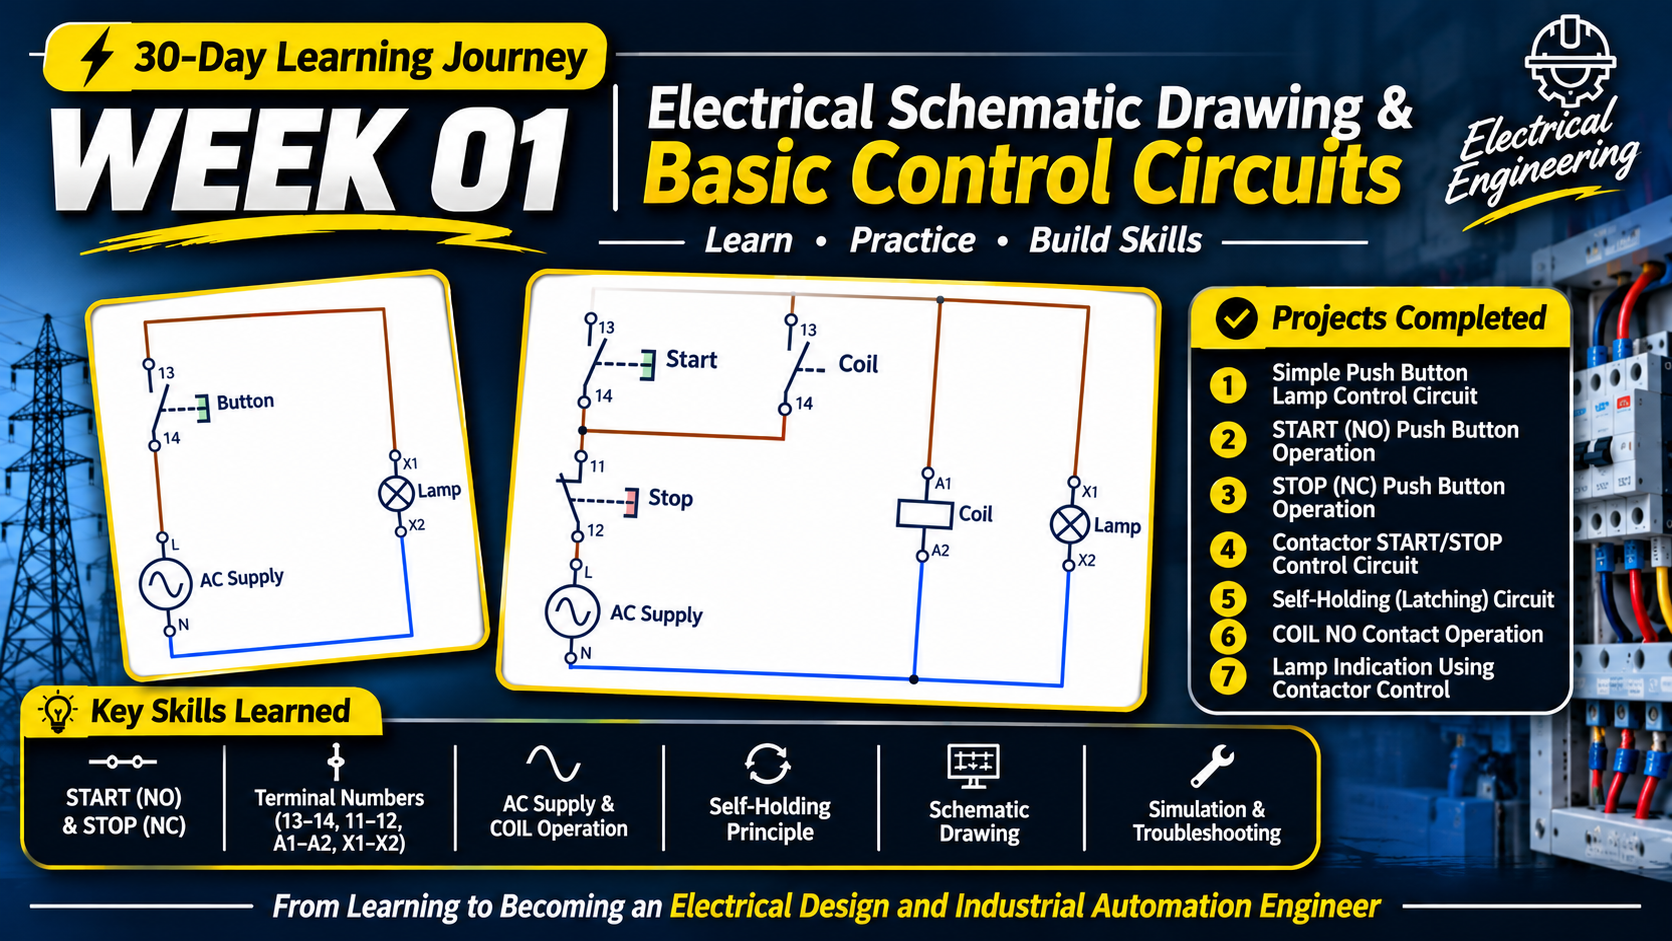 30-Day Learning Journey
WEEK 01
Electrical Schematic Drawing &
Basic Control Circuits
Learn • Practice • Build Skills
Electrical
Engineering
13
Button
14
X1
Lamp
X2
L
AC Supply
N
13
Start
14
13
Coil
14
11
Stop
12
L
AC Supply
N
A1
Coil
A2
X1
Lamp
X2
Projects Completed
1
Simple Push Button
Lamp Control Circuit
2
START (NO) Push Button
Operation
3
STOP (NC) Push Button
Operation
4
Contactor START/STOP
Control Circuit
5
Self-Holding (Latching) Circuit
6
COIL NO Contact Operation
7
Lamp Indication Using
Contactor Control
Key Skills Learned
START (NO)
& STOP (NC)
Terminal Numbers
(13–14, 11–12,
A1–A2, X1–X2)
AC Supply &
COIL Operation
Self-Holding
Principle
Schematic
Drawing
Simulation &
Troubleshooting
From Learning to Becoming an Electrical Design and Industrial Automation Engineer